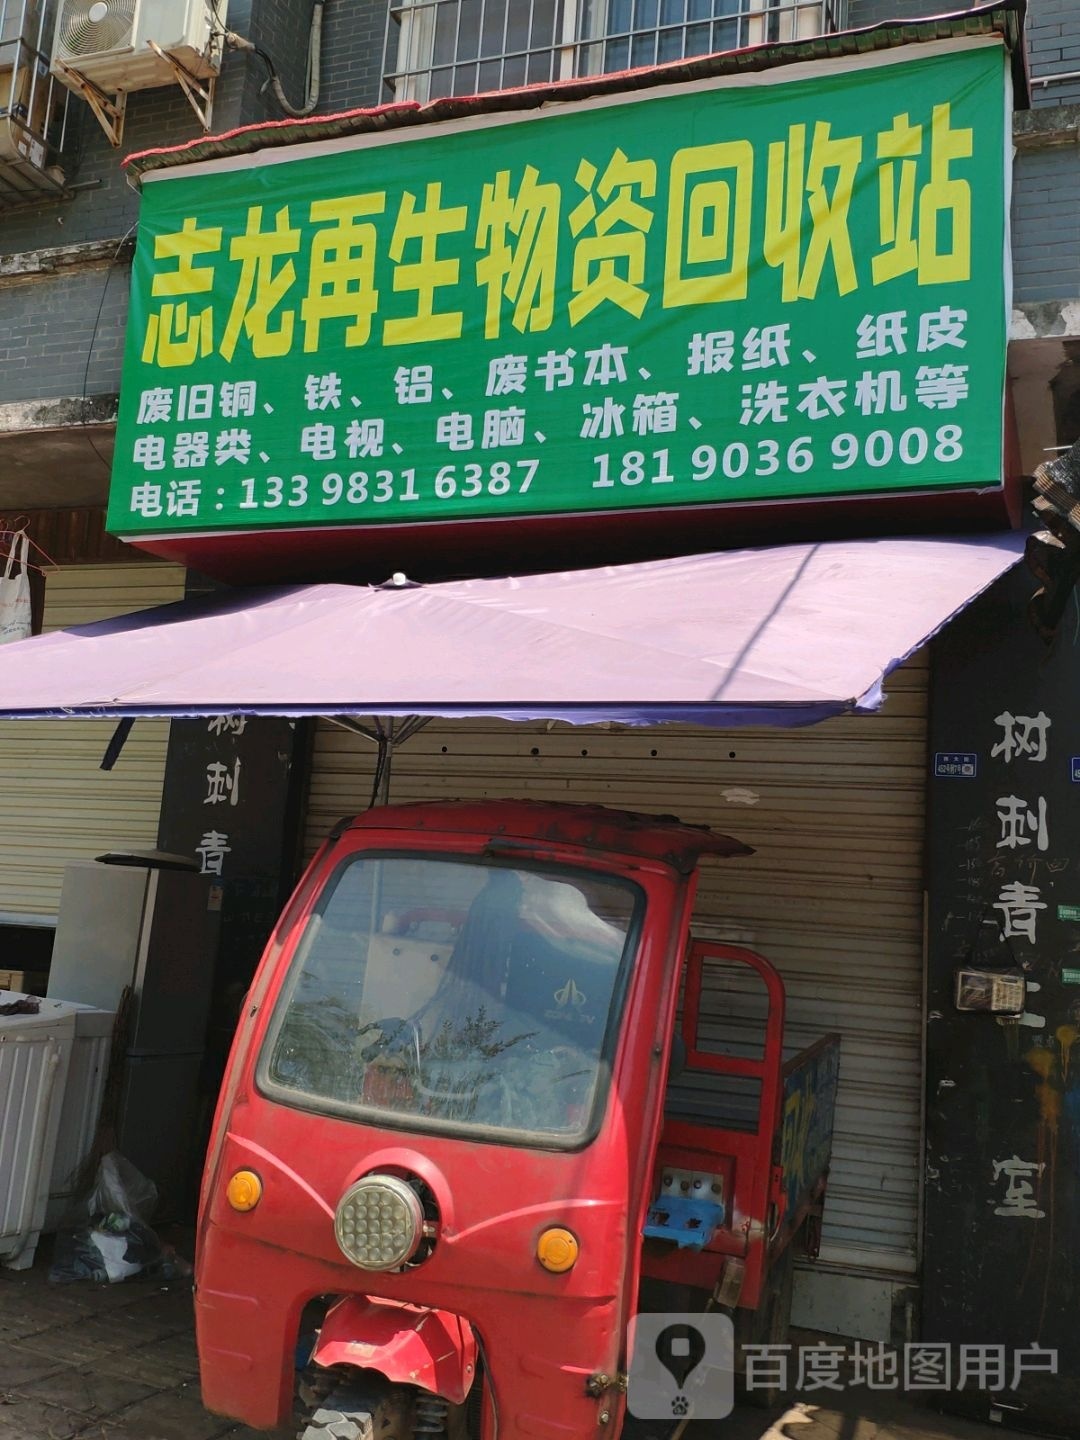 志龙再生物资回收站
废旧铜、铁、铝、废书本、报纸、纸皮
电器类、电视、电脑、冰箱、洗衣机等
电话：133 9831 6387 181 9036 9008
树刺青
树刺青工
室
百度地图用户